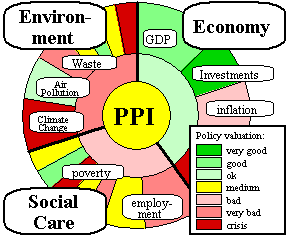 Environ-
ment
Economy
GDP
Waste
Investments
Air
Pollution
inflation
PPI
Climate
Change
Policy valuation:
very good
good
ok
medium
bad
very bad
crisis
poverty
employ-
ment
Social
Care